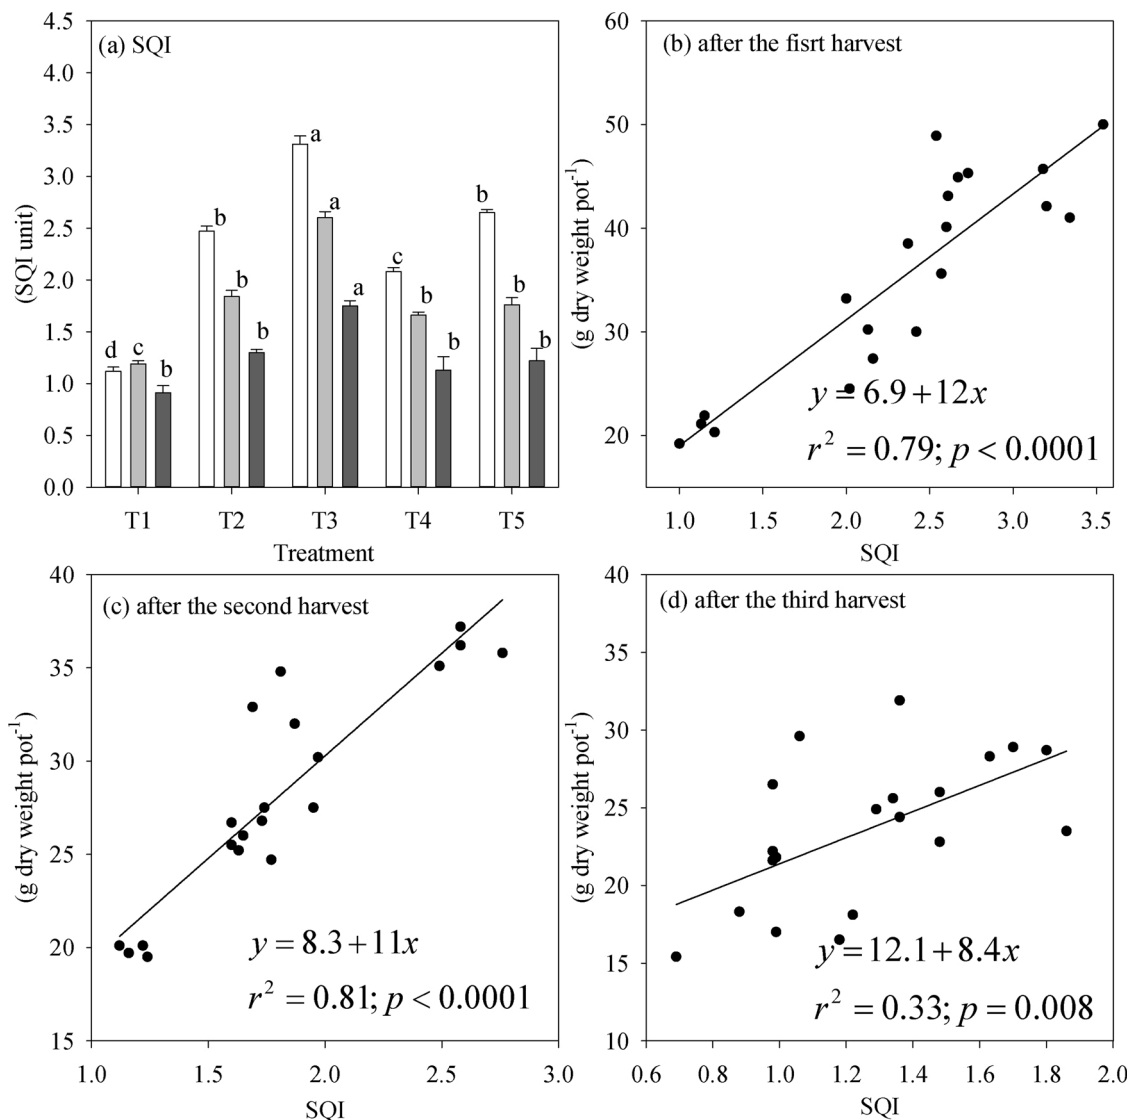 (a) SQI
(SQI unit)
4.5
4.0
3.5
3.0
2.5
2.0
1.5
1.0
0.5
0.0
d c b
b b b
a a a
c b b
b b b
T1 T2 T3 T4 T5
Treatment
(b) after the fisrt harvest
(g dry weight pot⁻¹)
60
50
40
30
20
y = 6.9 + 12x
r² = 0.79; p < 0.0001
1.0 1.5 2.0 2.5 3.0 3.5
SQI
(c) after the second harvest
(g dry weight pot⁻¹)
40
35
30
25
20
15
y = 8.3 + 11x
r² = 0.81; p < 0.0001
1.0 1.5 2.0 2.5 3.0
SQI
(d) after the third harvest
(g dry weight pot⁻¹)
40
35
30
25
20
15
10
y = 12.1 + 8.4x
r² = 0.33; p = 0.008
0.6 0.8 1.0 1.2 1.4 1.6 1.8 2.0
SQI